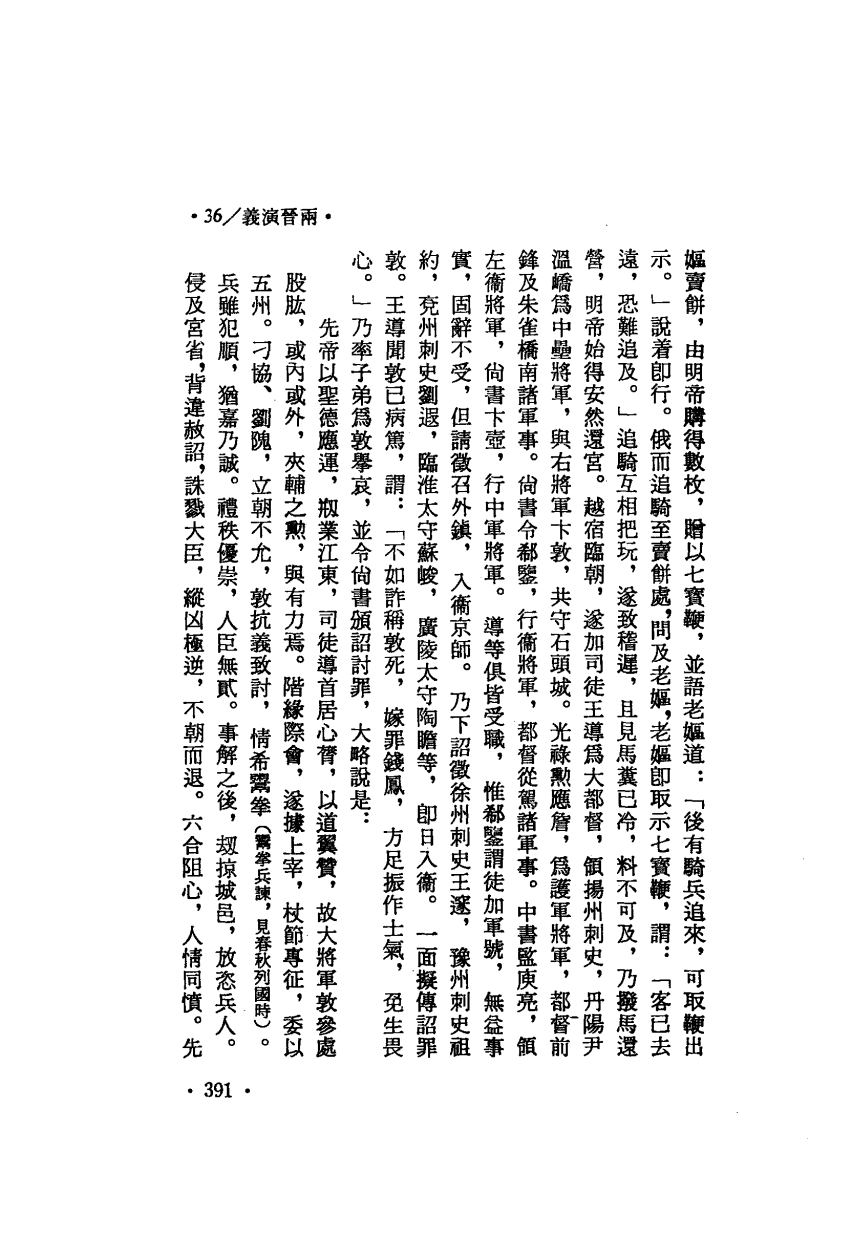 •36／義演晉兩•
嫗賣餅，由明帝購得數枚，贈以七寶鞭，並語老嫗道：「後有騎兵追來，可取鞭出
示。」說着卽行。俄而追騎至賣餅處，問及老嫗，老嫗卽取示七寶鞭，謂：「客已去
遠，恐難追及。」追騎互相把玩，遂致稽遲，且見馬糞已冷，料不可及，乃撥馬還
營，明帝始得安然還宮。越宿臨朝，遂加司徒王導爲大都督，領揚州刺史，丹陽尹
溫嶠爲中壘將軍，與右將軍卞敦，共守石頭城。光祿勳應詹，爲護軍將軍，都督前
鋒及朱雀橋南諸軍事。尙書令郗鑒，行衞將軍，都督從駕諸軍事。中書監庾亮，領
左衞將軍，尙書卞壼，行中軍將軍。導等俱皆受職，惟郗鑒謂徒加軍號，無益事
實，固辭不受，但請徵召外鎭，入衞京師。乃下詔徵徐州刺史王邃，豫州刺史祖
約，兗州刺史劉遐，臨淮太守蘇峻，廣陵太守陶瞻等，卽日入衞。一面擬傳詔罪
敦。王導聞敦已病篤，謂：「不如詐稱敦死，嫁罪錢鳳，方足振作士氣，免生畏
心。」乃率子弟爲敦擧哀，並令尙書頒詔討罪，大略說是：
先帝以聖德應運，剏業江東，司徒導首居心膂，以道翼贊，故大將軍敦參處
股肱，或內或外，夾輔之勳，與有力焉。階緣際會，遂據上宰，杖節專征，委以
五州。刁協、劉隗，立朝不允，敦抗義致討，情希鬻拳（鬻拳兵諫，見春秋列國時）。
兵雖犯順，猶嘉乃誠。禮秩優崇，人臣無貳。事解之後，刼掠城邑，放恣兵人。
侵及宮省，背違赦詔，誅戮大臣，縱凶極逆，不朝而退。六合阻心，人情同憤。先
•391•